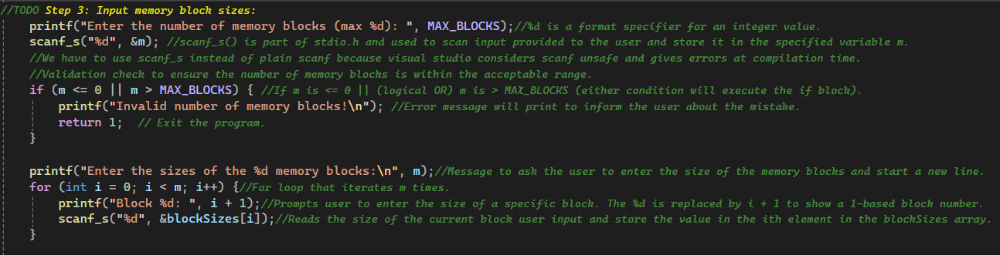 //TODO Step 3: Input memory block sizes:
printf("Enter the number of memory blocks (max %d): ", MAX_BLOCKS);//%d is a format specifier for an integer value.
scanf_s("%d", &m); //scanf_s() is part of stdio.h and used to scan input provided to the user and store it in the specified variable m.
//We have to use scanf_s instead of plain scanf because visual studio considers scanf unsafe and gives errors at compilation time.
//Validation check to ensure the number of memory blocks is within the acceptable range.
if (m <= 0 || m > MAX_BLOCKS) { //If m is <= 0 || (logical OR) m is > MAX_BLOCKS (either condition will execute the if block).
printf("Invalid number of memory blocks!\n"); //Error message will print to inform the user about the mistake.
return 1;  // Exit the program.
}
printf("Enter the sizes of the %d memory blocks:\n", m);//Message to ask the user to enter the size of the memory blocks and start a new line.
for (int i = 0; i < m; i++) {//For loop that iterates m times.
printf("Block %d: ", i + 1);//Prompts user to enter the size of a specific block. The %d is replaced by i + 1 to show a 1-based block number.
scanf_s("%d", &blockSizes[i]);//Reads the size of the current block user input and store the value in the ith element in the blockSizes array.
}